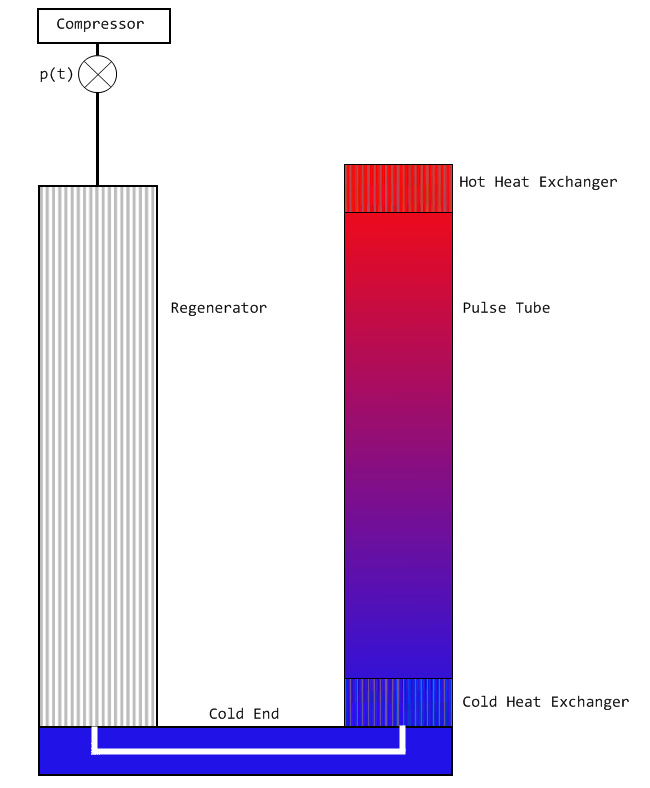 Compressor
p(t)
Hot Heat Exchanger
Regenerator
Pulse Tube
Cold Heat Exchanger
Cold End